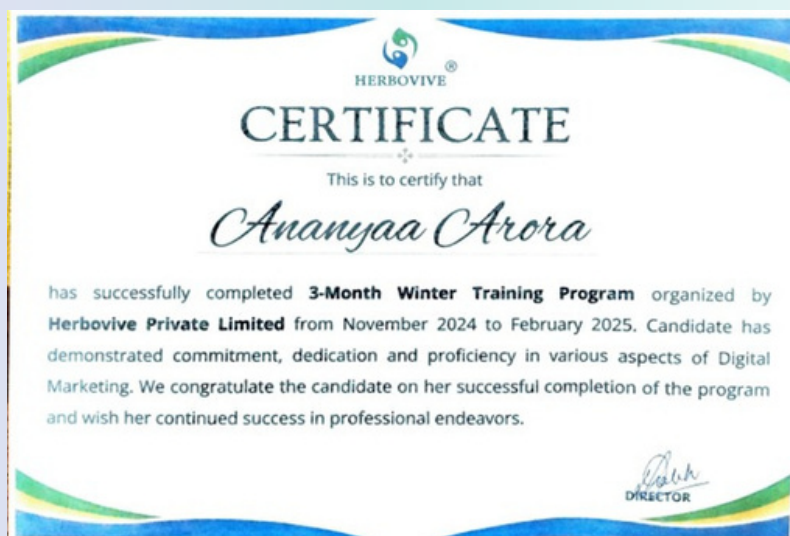 HERBOVIVE®
CERTIFICATE
This is to certify that
Ananyaa Arora
has successfully completed 3-Month Winter Training Program organized by
Herbovive Private Limited from November 2024 to February 2025. Candidate has
demonstrated commitment, dedication and proficiency in various aspects of Digital
Marketing. We congratulate the candidate on her successful completion of the program
and wish her continued success in professional endeavors.
DIRECTOR